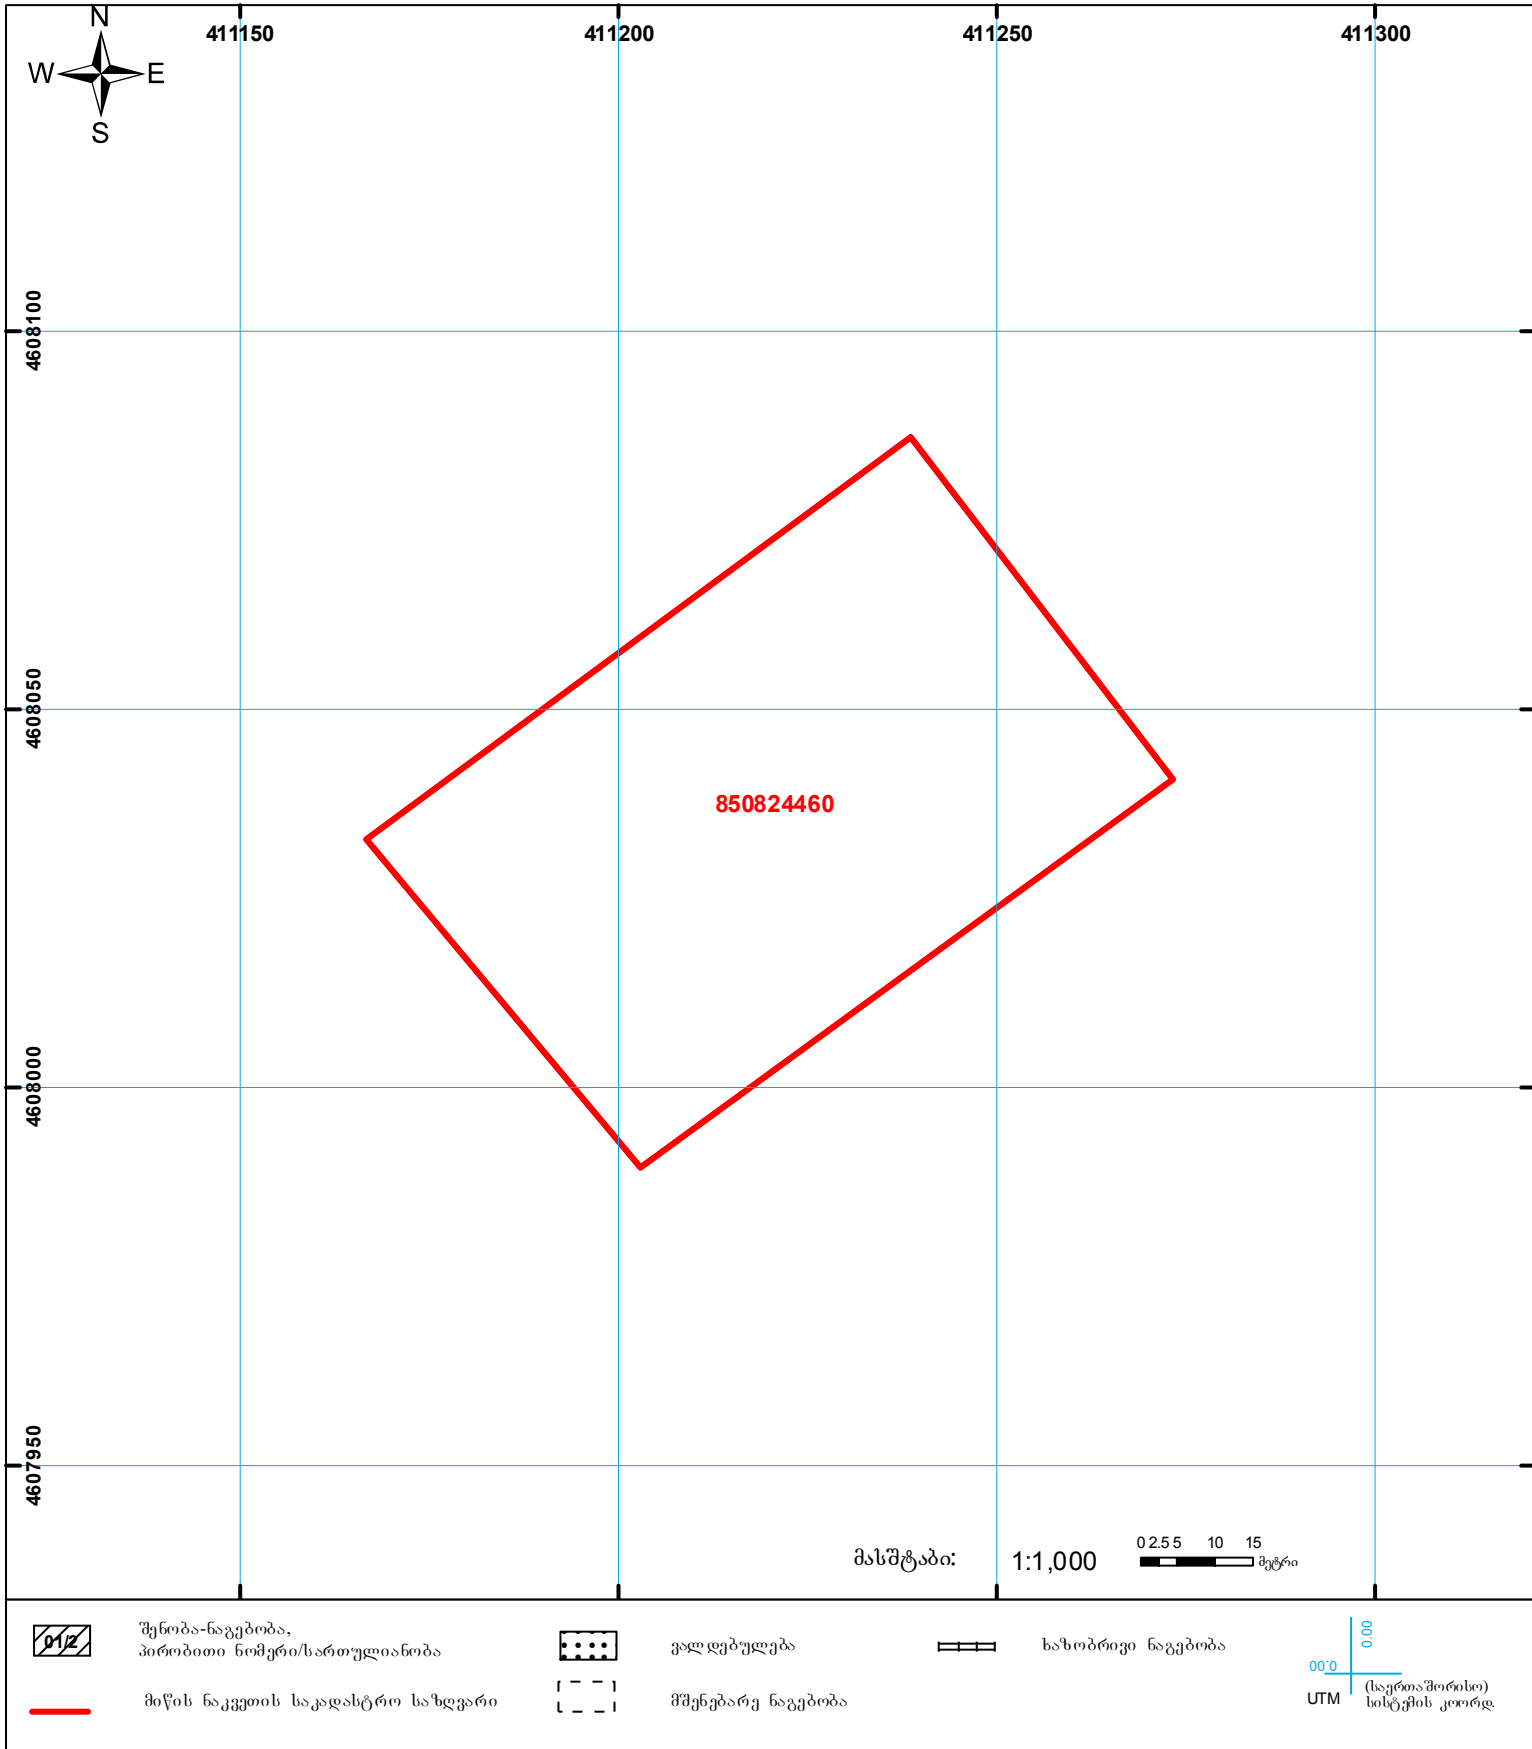 N
411150 411200 411250 411300
W E
S
4608100
4608050
850824460
4608000
4607950
მასშტაბი: 1:1,000 0 2.5 5 10 15 მეტრი
01/2 შენობა-ნაგებობა,
პირობითი ნომერი/სართულიანობა
ვალდებულება
ხაზობრივი ნაგებობა
0.00
0.00
მიწის ნაკვეთის საკადასტრო საზღვარი
მშენებარე ნაგებობა
UTM (საერთაშორისო)
სისტემის კოორდ.